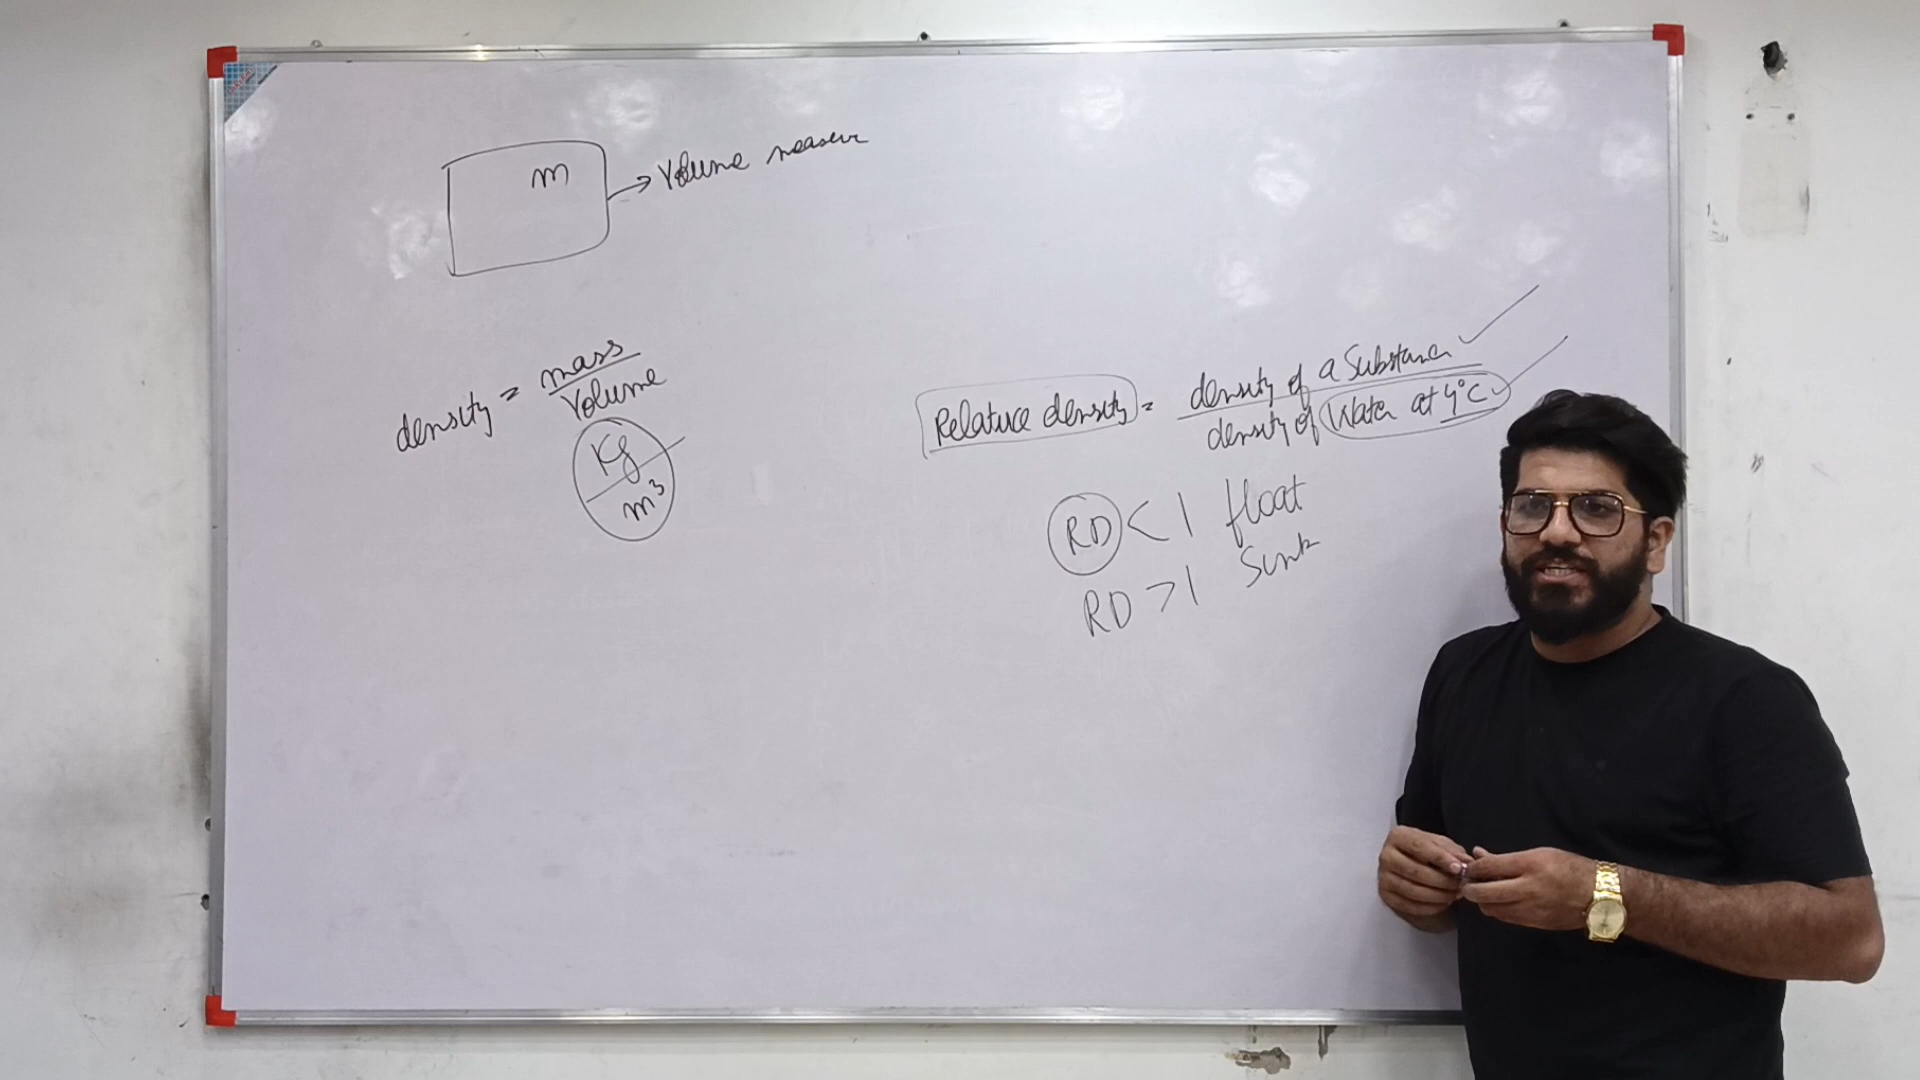 m
Volume measur
density = mass
Volume
Kg
m³
Relative density = density of a Substance
density of Water at 4°C
RD < 1 float
RD > 1 Sink